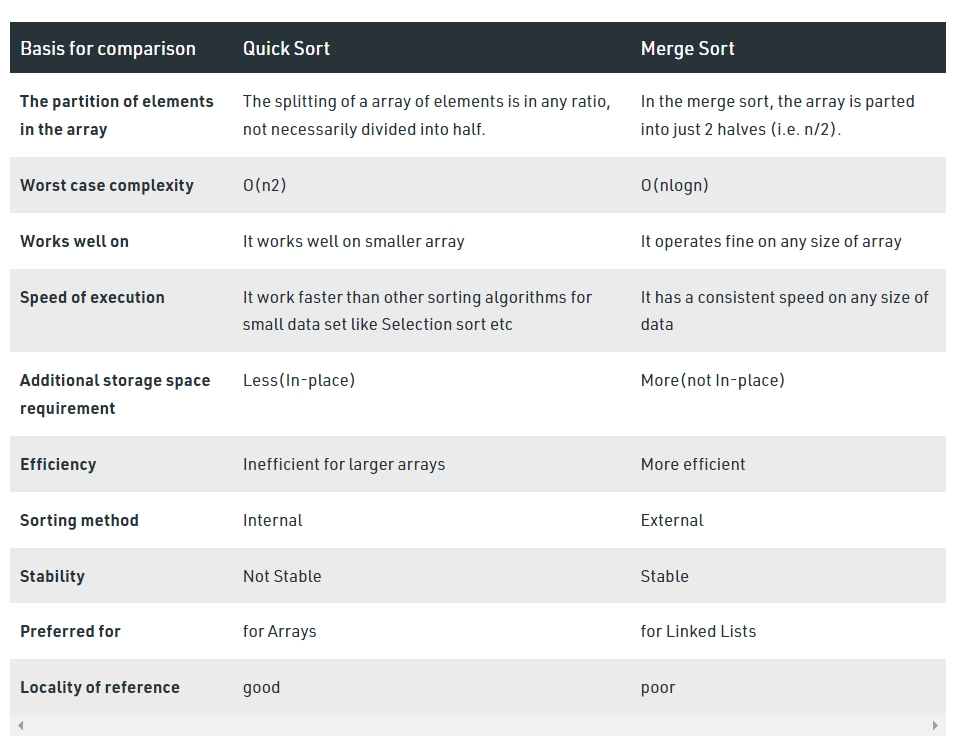 Basis for comparison Quick Sort Merge Sort
The partition of elements The splitting of a array of elements is in any ratio, In the merge sort, the array is parted
in the array not necessarily divided into half. into just 2 halves (i.e. n/2).
Worst case complexity O(n2) O(nlogn)
Works well on It works well on smaller array It operates fine on any size of array
Speed of execution It work faster than other sorting algorithms for It has a consistent speed on any size of
small data set like Selection sort etc data
Additional storage space Less(In-place) More(not In-place)
requirement
Efficiency Inefficient for larger arrays More efficient
Sorting method Internal External
Stability Not Stable Stable
Preferred for for Arrays for Linked Lists
Locality of reference good poor